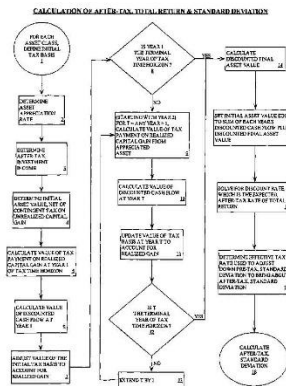 CALCULATION OF AFTER-TAX, TOTAL RETURN & STANDARD DEVIATION
FOR EACH
ASSET CLASS,
DEFINE INITIAL
TAX BASIS
DETERMINE
ASSET
APPRECIATION
RATE
DETERMINE
AFTER-TAX
INVESTMENT
INCOME
DETERMINE INITIAL
ASSET VALUE, NET OF
CONTINGENT TAX ON
UNREALIZED CAPITAL
GAIN
CALCULATE VALUE OF TAX
PAYMENT ON REALIZED
CAPITAL GAIN AT YEAR 1
OF TAX TIME HORIZON
CALCULATE VALUE
OF DISCOUNTED
CASH FLOW AT
YEAR 1
ADJUST VALUE OF THE
INITIAL TAX BASIS TO
ACCOUNT FOR
REALIZED GAIN
IS YEAR 1
THE TERMINAL
YEAR OF TAX
TIME HORIZON?
YES
NO
FOR T = ANY YEAR > 1,
CALCULATE VALUE OF TAX
PAYMENT ON REALIZED
CAPITAL GAIN FROM
APPRECIATED
ASSET
CALCULATE DISCOUNTED
CASH FLOW AT YEAR T
UPDATE VALUE OF TAX
BASIS AT YEAR T TO
ACCOUNT FOR
REALIZED GAIN
IS T
THE TERMINAL
YEAR OF TAX
TIME HORIZON?
YES
NO
EXTEND T BY 1
CALCULATE
DISCOUNTED FINAL
ASSET VALUE
SET INITIAL ASSET VALUE EQUAL
TO SUM OF EACH YEAR'S
DISCOUNTED CASH FLOW PLUS
DISCOUNTED FINAL
ASSET VALUE
SOLVE FOR DISCOUNT RATE,
WHICH IS THE EXPECTED
AFTER-TAX RATE OF TOTAL
RETURN
DETERMINE EFFECTIVE TAX
RATE USED TO ADJUST
DOWN PRE-TAX, STANDARD
DEVIATION TO
AFTER-TAX, STANDARD
DEVIATION
CALCULATE
AFTER-TAX,
STANDARD
DEVIATION